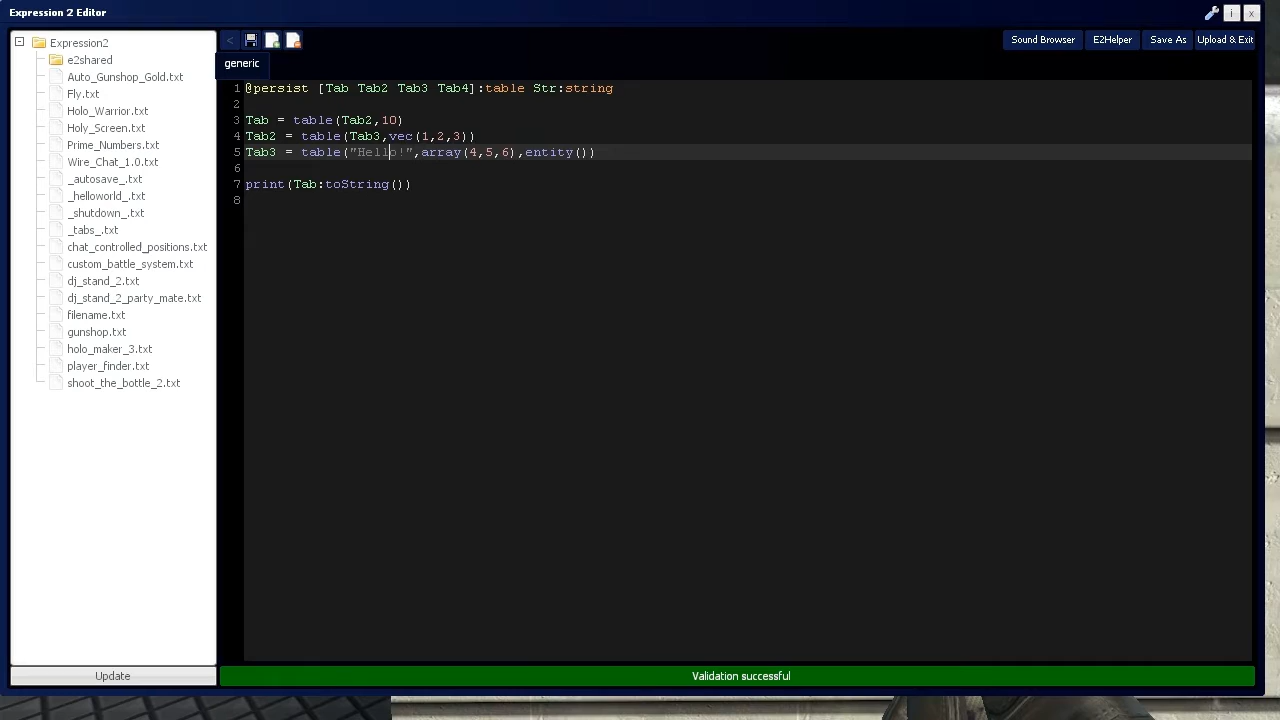 Expression 2 Editor
i
x
Expression2
e2shared
Auto_Gunshop_Gold.txt
Fly.txt
Holo_Warrior.txt
Holy_Screen.txt
Prime_Numbers.txt
Wire_Chat_1.0.txt
_autosave_.txt
_helloworld_.txt
_shutdown_.txt
_tabs_.txt
chat_controlled_positions.txt
custom_battle_system.txt
dj_stand_2.txt
dj_stand_2_party_mate.txt
filename.txt
gunshop.txt
holo_maker_3.txt
player_finder.txt
shoot_the_bottle_2.txt
Update
<
Sound Browser
E2Helper
Save As
Upload & Exit
generic
1 @persist [Tab Tab2 Tab3 Tab4]:table Str:string
2
3 Tab = table(Tab2,10)
4 Tab2 = table(Tab3,vec(1,2,3))
5 Tab3 = table("Hello!",array(4,5,6),entity())
6
7 print(Tab:toString())
8
Validation successful